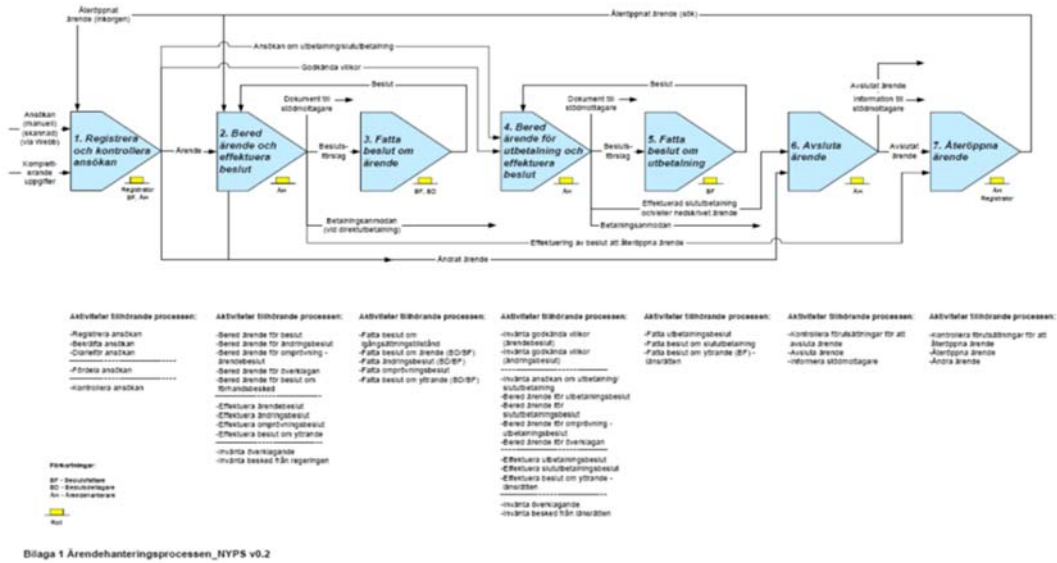 Återöppnat
ärende (inkorgen)
Återöppnat ärende (sök)
Ansökan om utbetalning/slututbetalning
Godkända villkor
Beslut
Beslut
Avslutat ärende
Dokument till
stödmottagare
Dokument till
stödmottagare
Information till
stödmottagare
Ansökan
(manuell)
(skannad)
(via Webb)
Komplett-
erande
uppgifter
1. Registrera
och kontrollera
ansökan
Ärende
2. Bered
ärende och
effektuera
beslut
Besluts-
förslag
3. Fatta
beslut om
ärende
4. Bered
ärende för
utbetalning och
effektuera
beslut
Besluts-
förslag
5. Fatta
beslut om
utbetalning
6. Avsluta
ärende
Avslutat
ärende
7. Återöppna
ärende
Registrator
BF, ÄH
ÄH
BF, BD
ÄH
BF
ÄH
ÄH
Registrator
Effektuerad slututbetalning
och/eller nedskrivet ärende
Betalningsanmodan
(vid direktutbetalning)
Betalningsanmodan
Effektuering av beslut att återöppna ärende
Ändrat ärende
Aktiviteter tillhörande processen:
-Registrera ansökan
-Bekräfta ansökan
-Diarieför ansökan
-Fördela ansökan
-Kontrollera ansökan
Aktiviteter tillhörande processen:
-Bered ärende för beslut
-Bered ärende för ändringsbeslut
-Bered ärende för omprövning -
ärendebeslut
-Bered ärende för överklagan
-Bered ärende för beslut om
förhandsbesked
-Effektuera ärendebeslut
-Effektuera ändringsbeslut
-Effektuera omprövningsbeslut
-Effektuera beslut om yttrande
-Invänta överklagande
-Invänta besked från regeringen
Aktiviteter tillhörande processen:
-Fatta beslut om
igångsättningstillstånd
-Fatta beslut om ärende (BD/BF)
-Fatta ändringsbeslut (BD/BF)
-Fatta omprövningsbeslut
-Fatta beslut om yttrande (BD/BF)
Aktiviteter tillhörande processen:
-Invänta godkända villkor
(ärendebeslut)
-Invänta godkända villkor
(ändringsbeslut)
-Invänta ansökan om utbetalning/
slututbetalning
-Bered ärende för utbetalningsbeslut
-Bered ärende för
slututbetalningsbeslut
-Bered ärende för omprövning -
utbetalningsbeslut
-Bered ärende för överklagan
-Effektuera utbetalningsbeslut
-Effektuera slututbetalningsbeslut
-Effektuera beslut om yttrande -
länsrätten
-Invänta överklagande
-Invänta besked från länsrätten
Aktiviteter tillhörande processen:
-Fatta utbetalningsbeslut
-Fatta beslut om slututbetalning
-Fatta beslut om yttrande (BF) -
länsrätten
Aktiviteter tillhörande processen:
-Kontrollera förutsättningar för att
avsluta ärende
-Avsluta ärende
-Informera stödmottagare
Aktiviteter tillhörande processen:
-Kontrollera förutsättningar för att
återöppna ärende
-Återöppna ärende
-Ändra ärende
Förkortningar:
BF - Beslutsfattare
BD - Beslutsdeltagare
ÄH - Ärendehanterare
Roll
Bilaga 1 Ärendehanteringsprocessen_NYPS v0.2